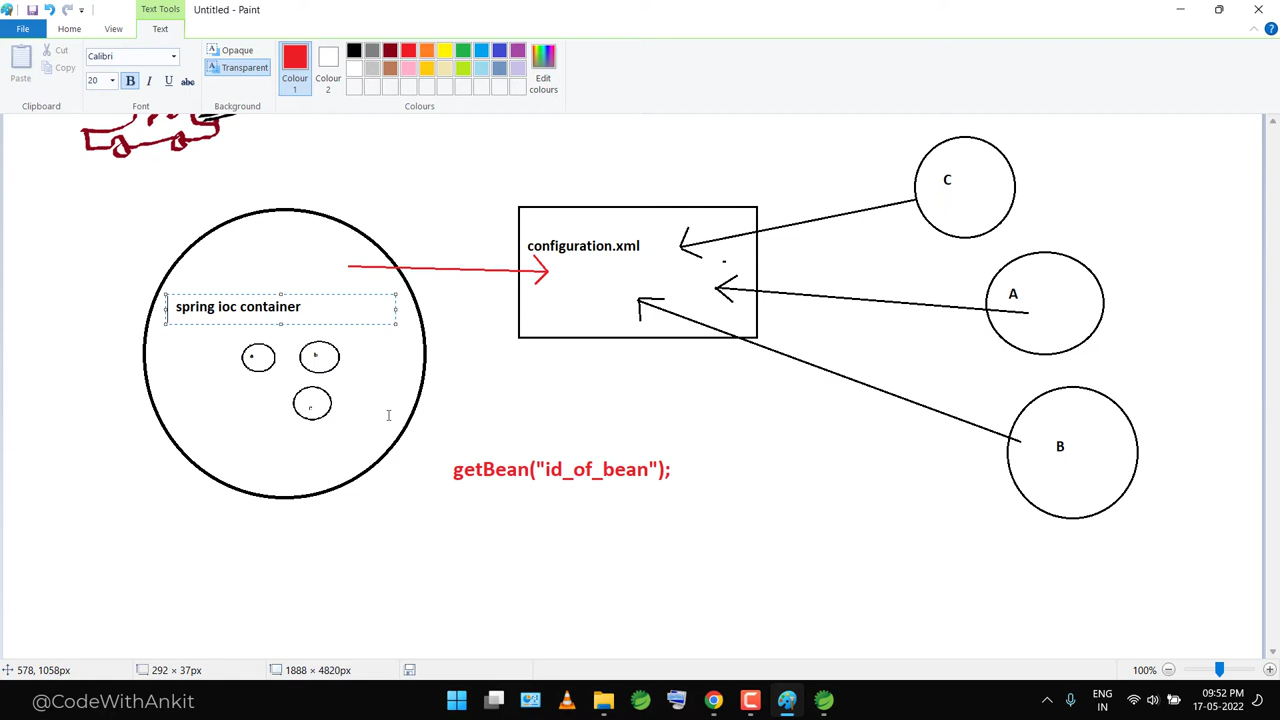 Text Tools
Untitled - Paint
File
Home
View
Text
Paste
Cut
Copy
Clipboard
Calibri
20
B
I
U
abc
Font
Opaque
Transparent
Background
Colour
1
Colour
2
Edit
colours
Colours
C
configuration.xml
A
spring ioc container
a
b
c
B
getBean("id_of_bean");
578, 1058px
292 × 37px
1888 × 4820px
100%
@CodeWithAnkit
ENG
IN
09:52 PM
17-05-2022